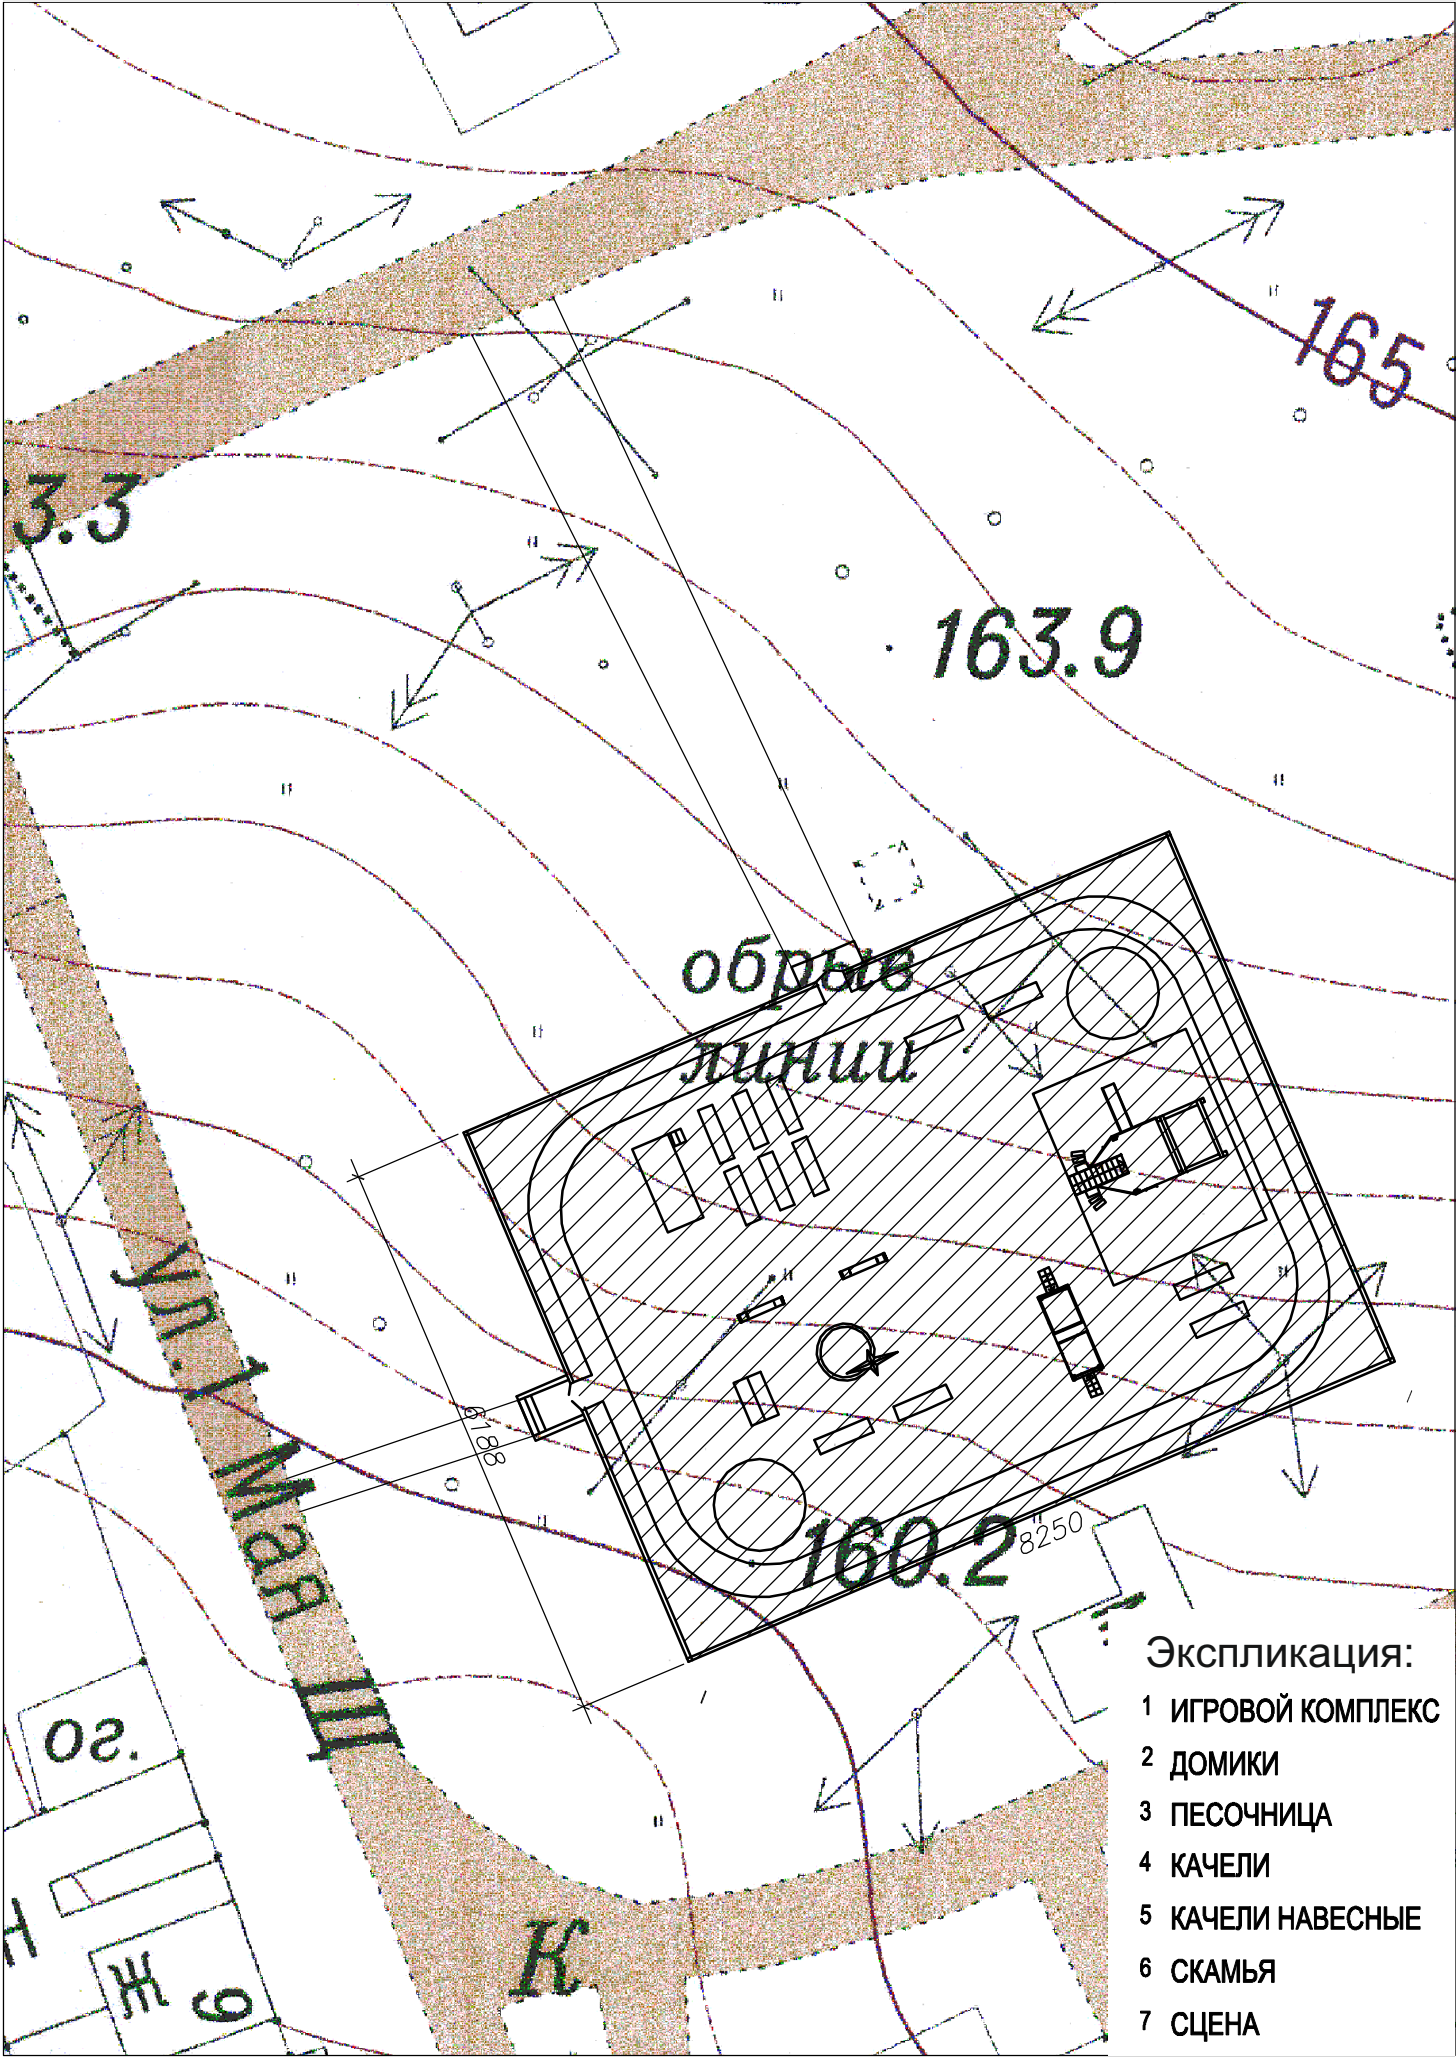 165
3.3
163.9
обрыв
линии
ул. 1 Мая Щ
6188
160.2
8250
ог.
К
Н
Ж
6
Экспликация:
1 ИГРОВОЙ КОМПЛЕКС
2 ДОМИКИ
3 ПЕСОЧНИЦА
4 КАЧЕЛИ
5 КАЧЕЛИ НАВЕСНЫЕ
6 СКАМЬЯ
7 СЦЕНА